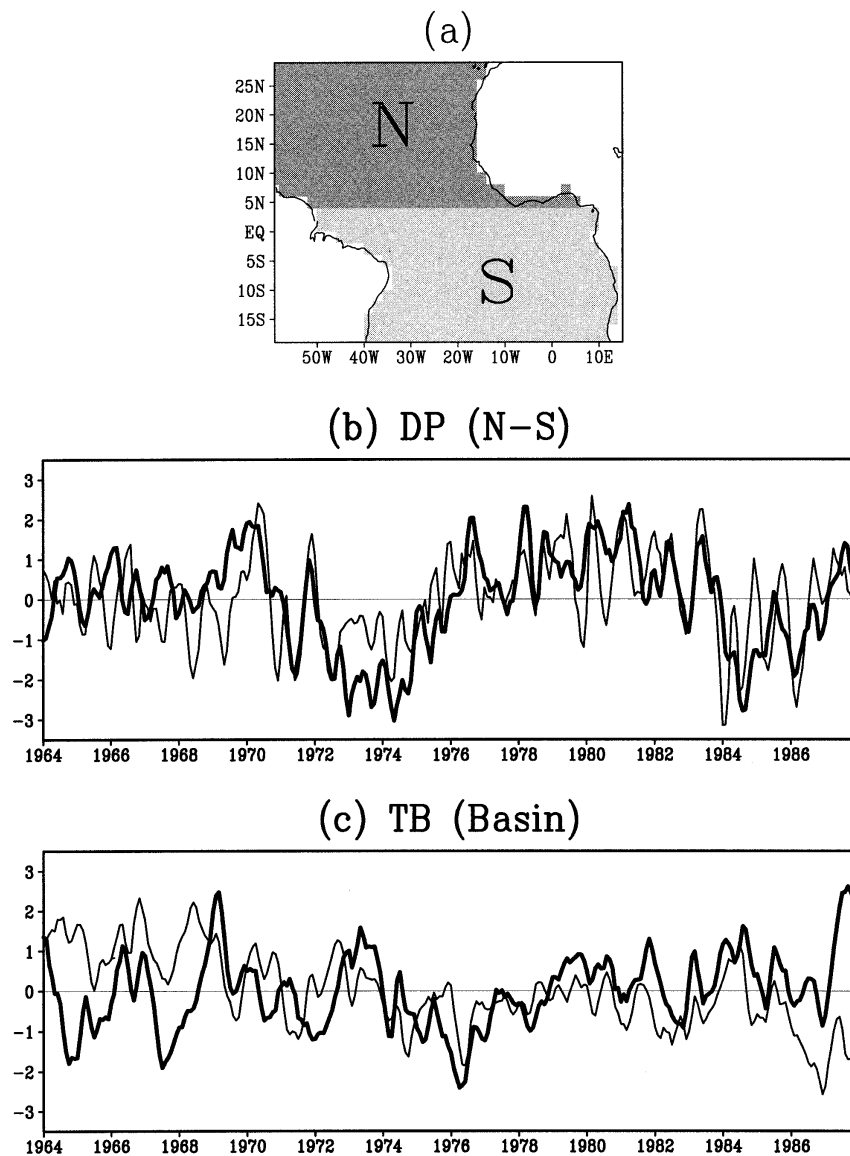 (a)
25N
20N
15N
10N
5N
EQ
5S
10S
15S
N
S
50W 40W 30W 20W 10W 0 10E
(b) DP (N-S)
3
2
1
0
-1
-2
-3
1964 1966 1968 1970 1972 1974 1976 1978 1980 1982 1984 1986
(c) TB (Basin)
3
2
1
0
-1
-2
-3
1964 1966 1968 1970 1972 1974 1976 1978 1980 1982 1984 1986